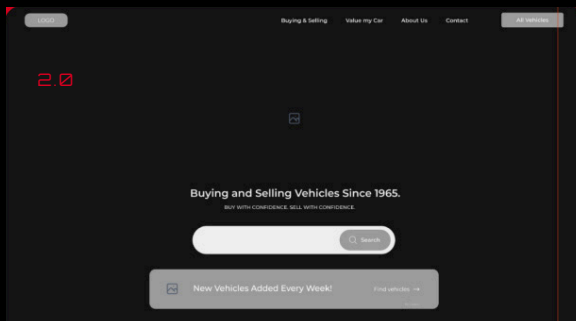 LOGO
Buying & Selling
Value my Car
About Us
Contact
All Vehicles
2.0
Buying and Selling Vehicles Since 1965.
BUY WITH CONFIDENCE. SELL WITH CONFIDENCE.
Search
New Vehicles Added Every Week!
Find vehicles →